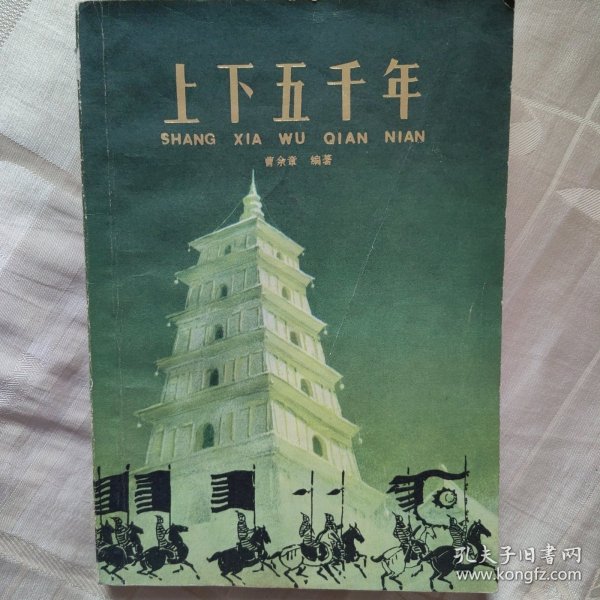 上下五千年
SHANG XIA WU QIAN NIAN
曹余章 编著
孔夫子旧书网
www.kongfz.com